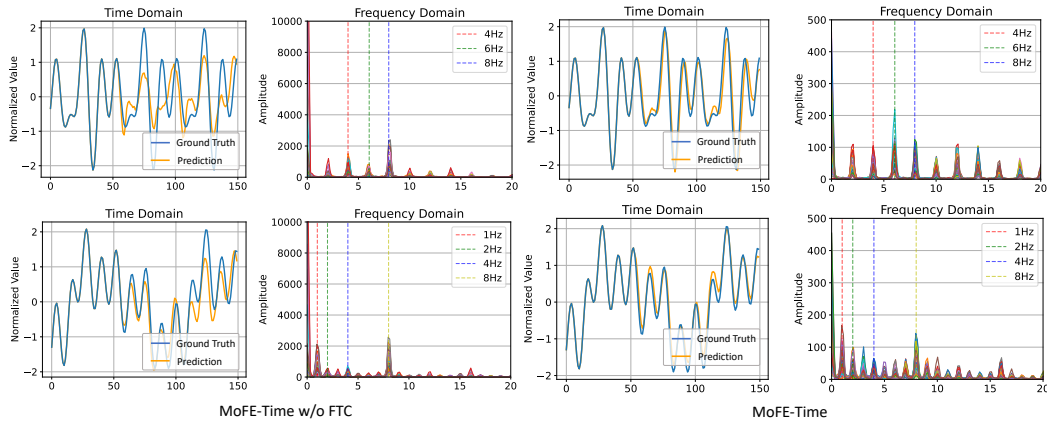 Time Domain
Normalized Value
2
1
0
−1
−2
0
50
100
150
Ground Truth
Prediction
Frequency Domain
Amplitude
10000
8000
6000
4000
2000
0
0
5
10
15
20
4Hz
6Hz
8Hz
Time Domain
Normalized Value
2
1
0
−1
−2
0
50
100
150
Ground Truth
Prediction
Frequency Domain
Amplitude
500
400
300
200
100
0
0
5
10
15
20
4Hz
6Hz
8Hz
Time Domain
Normalized Value
2
1
0
−1
−2
0
50
100
150
Ground Truth
Prediction
Frequency Domain
Amplitude
10000
8000
6000
4000
2000
0
0
5
10
15
20
1Hz
2Hz
4Hz
8Hz
Time Domain
Normalized Value
2
1
0
−1
−2
0
50
100
150
Ground Truth
Prediction
Frequency Domain
Amplitude
500
400
300
200
100
0
0
5
10
15
20
1Hz
2Hz
4Hz
8Hz
MoFE-Time w/o FTC
MoFE-Time